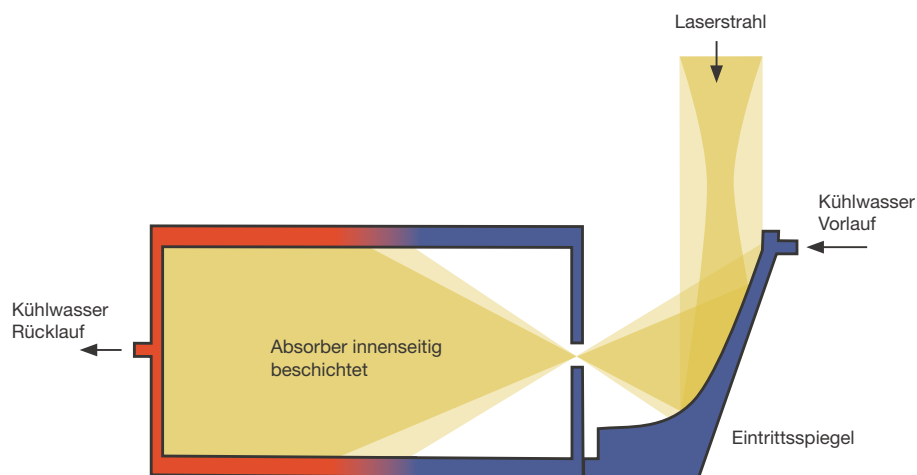 Laserstrahl
Kühlwasser
Vorlauf
Kühlwasser
Rücklauf
Absorber innenseitig
beschichtet
Eintrittsspiegel